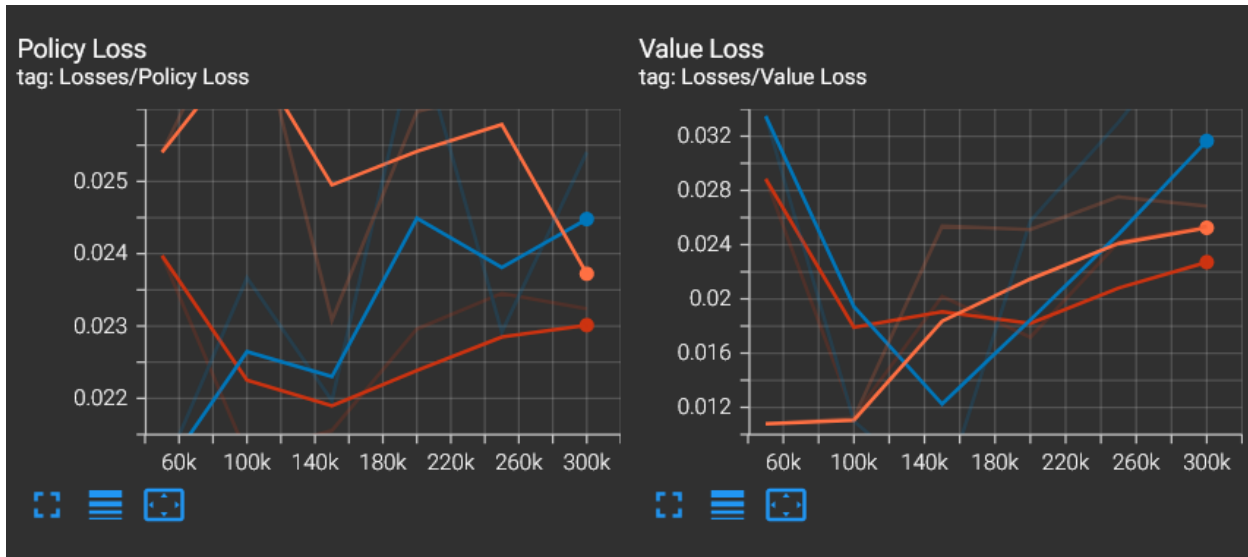 Policy Loss
tag: Losses/Policy Loss
0.025
0.024
0.023
0.022
60k 100k 140k 180k 220k 260k 300k
Value Loss
tag: Losses/Value Loss
0.032
0.028
0.024
0.02
0.016
0.012
60k 100k 140k 180k 220k 260k 300k